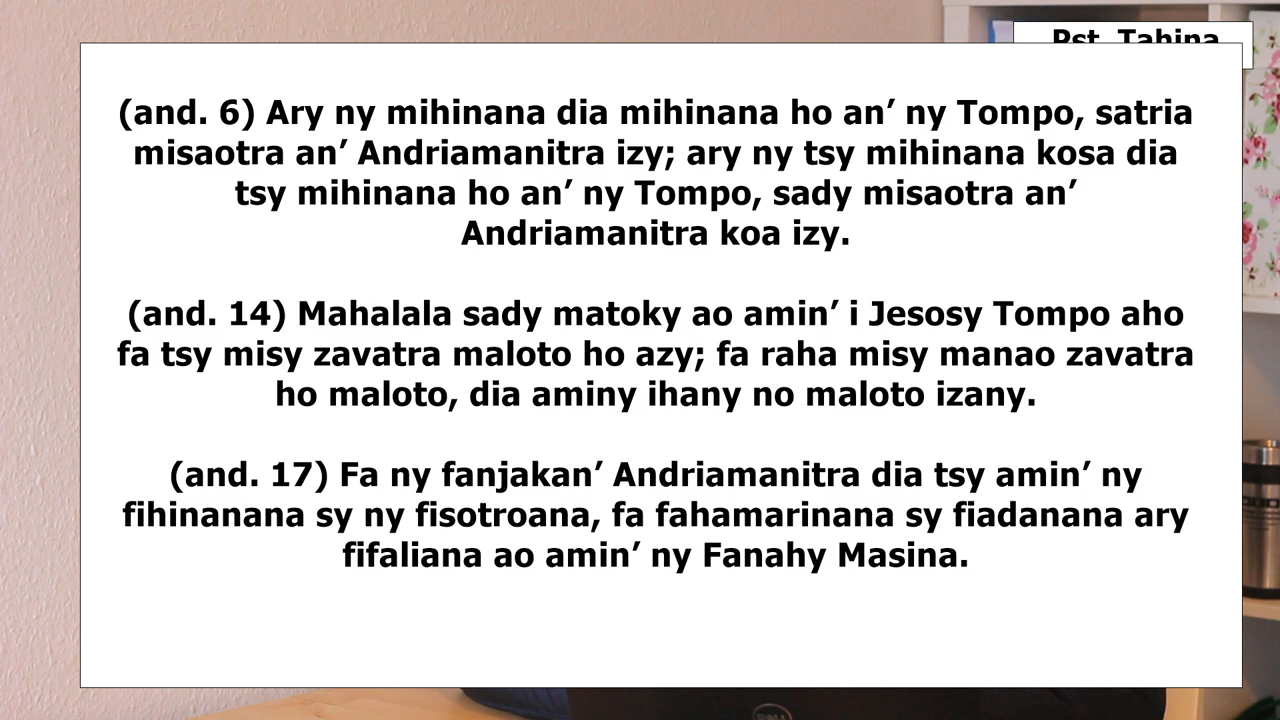 Pst. Tahina
(and. 6) Ary ny mihinana dia mihinana ho an’ ny Tompo, satria
misaotra an’ Andriamanitra izy; ary ny tsy mihinana kosa dia
tsy mihinana ho an’ ny Tompo, sady misaotra an’
Andriamanitra koa izy.
(and. 14) Mahalala sady matoky ao amin’ i Jesosy Tompo aho
fa tsy misy zavatra maloto ho azy; fa raha misy manao zavatra
ho maloto, dia aminy ihany no maloto izany.
(and. 17) Fa ny fanjakan’ Andriamanitra dia tsy amin’ ny
fihinanana sy ny fisotroana, fa fahamarinana sy fiadanana ary
fifaliana ao amin’ ny Fanahy Masina.
DELL